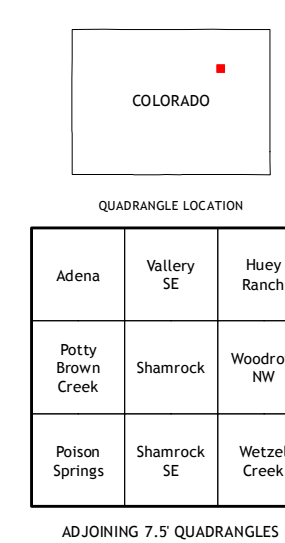 COLORADO
QUADRANGLE LOCATION
Adena
Vallery
SE
Huey
Ranch
Potty
Brown
Creek
Shamrock
NW
Poison
Springs
Shamrock
SE
Wetzel
Creek
ADJOINING 7.5' QUADRANGLES